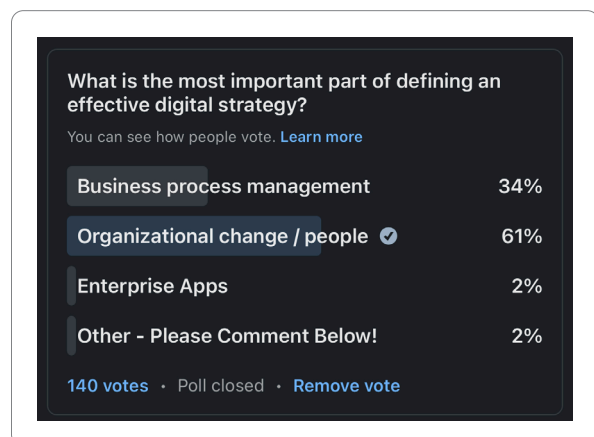 What is the most important part of defining an
effective digital strategy?
You can see how people vote. Learn more
Business process management 34%
Organizational change / people 61%
Enterprise Apps 2%
Other - Please Comment Below! 2%
140 votes • Poll closed • Remove vote